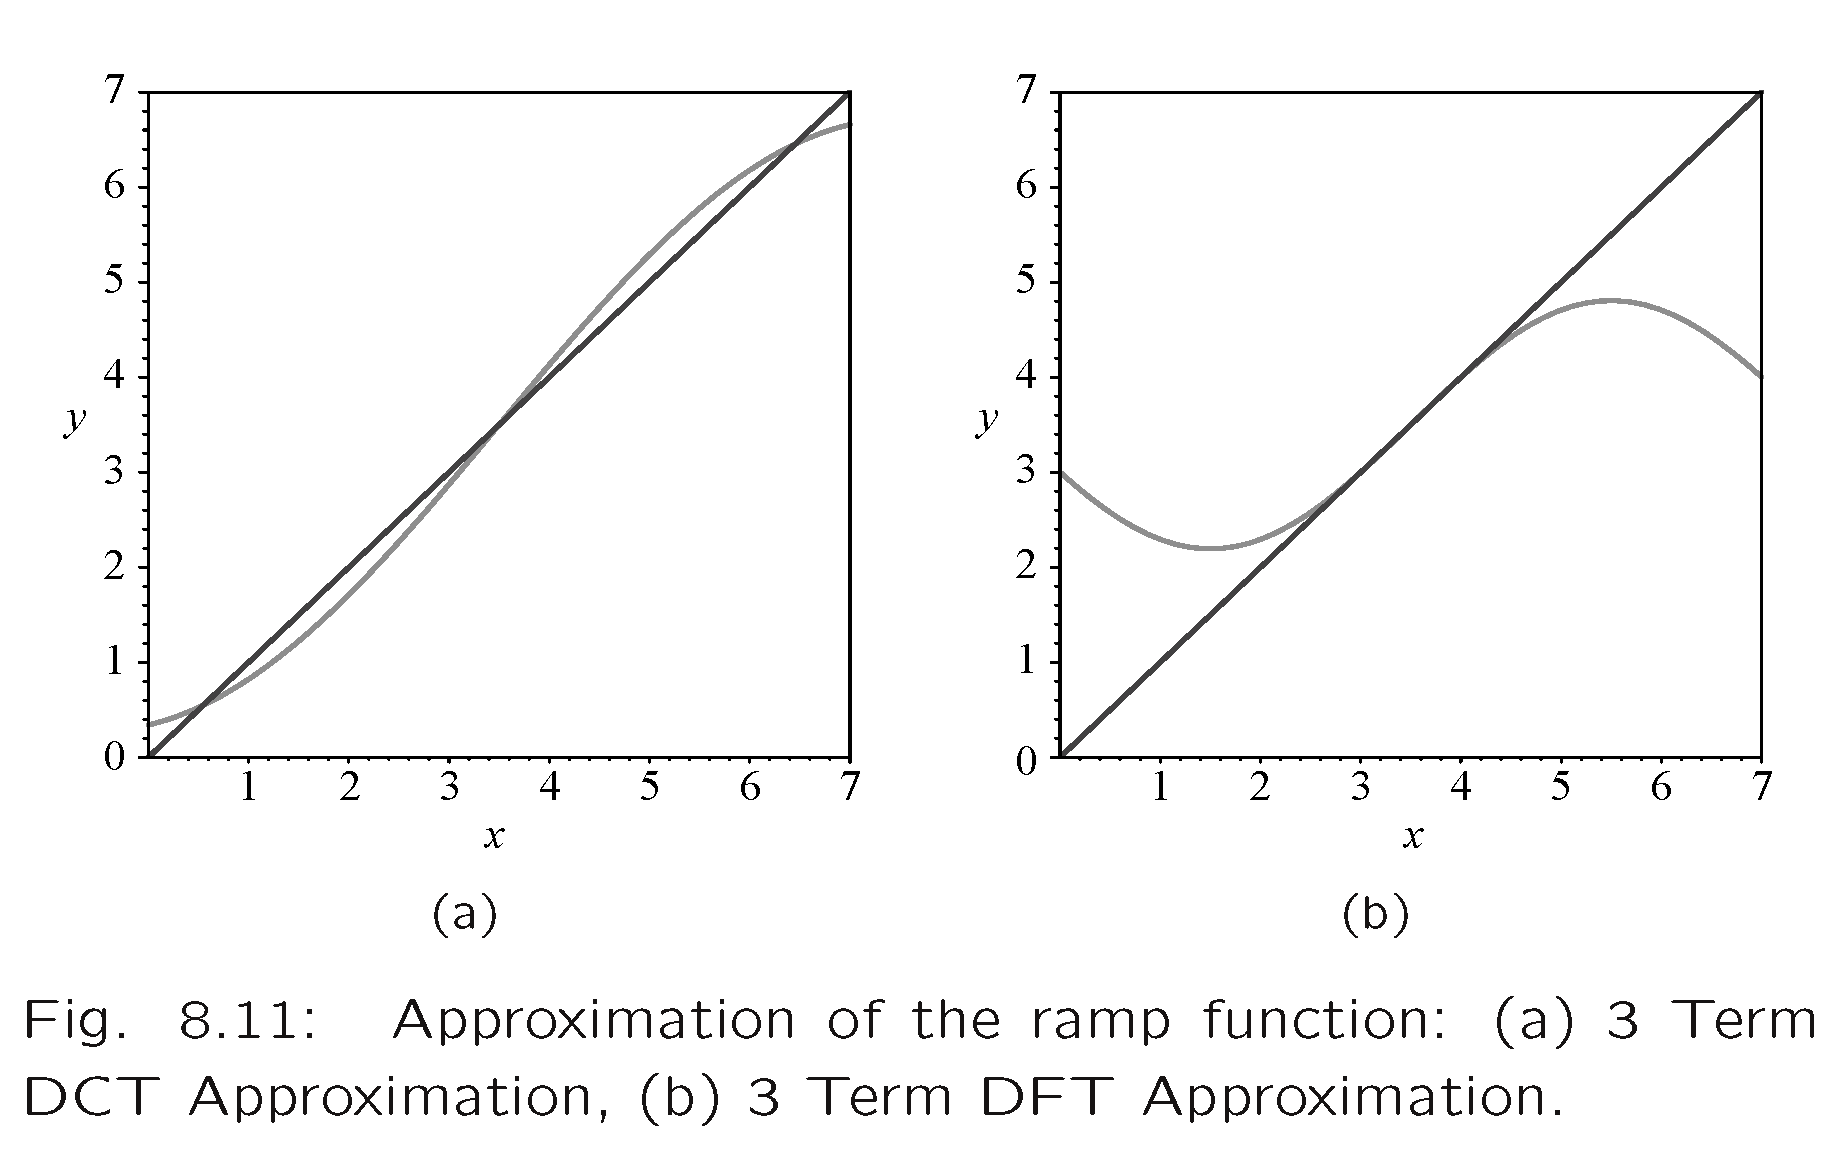 7
6
5
4
3
2
1
0
y
1 2 3 4 5 6 7
x
(a)
7
6
5
4
3
2
1
0
y
1 2 3 4 5 6 7
x
(b)
Fig. 8.11: Approximation of the ramp function: (a) 3 Term
DCT Approximation, (b) 3 Term DFT Approximation.